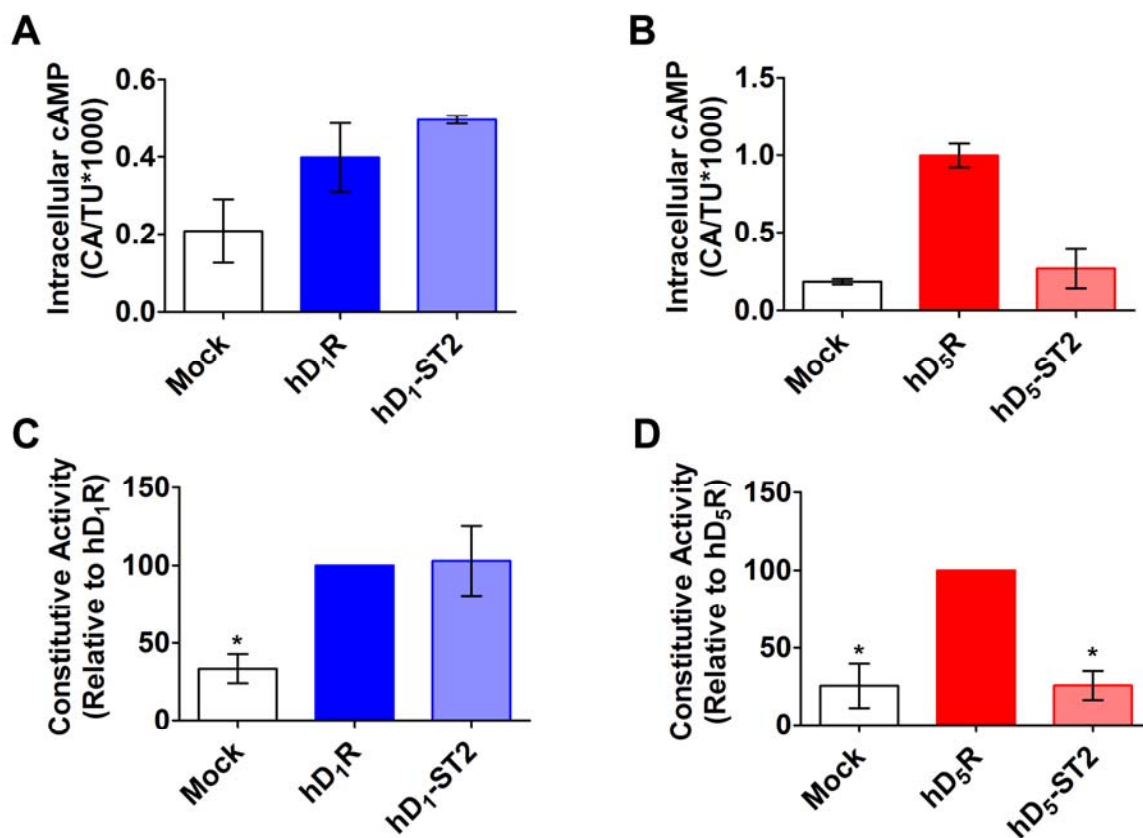 A
Intracellular cAMP
(CA/TU*1000)
0.6
0.4
0.2
0.0
Mock
hD₁R
hD₁-ST2
B
Intracellular cAMP
(CA/TU*1000)
1.5
1.0
0.5
0.0
Mock
hD₅R
hD₅-ST2
C
Constitutive Activity
(Relative to hD₁R)
150
100
50
0
*
Mock
hD₁R
hD₁-ST2
D
Constitutive Activity
(Relative to hD₅R)
150
100
50
0
*
*
Mock
hD₅R
hD₅-ST2